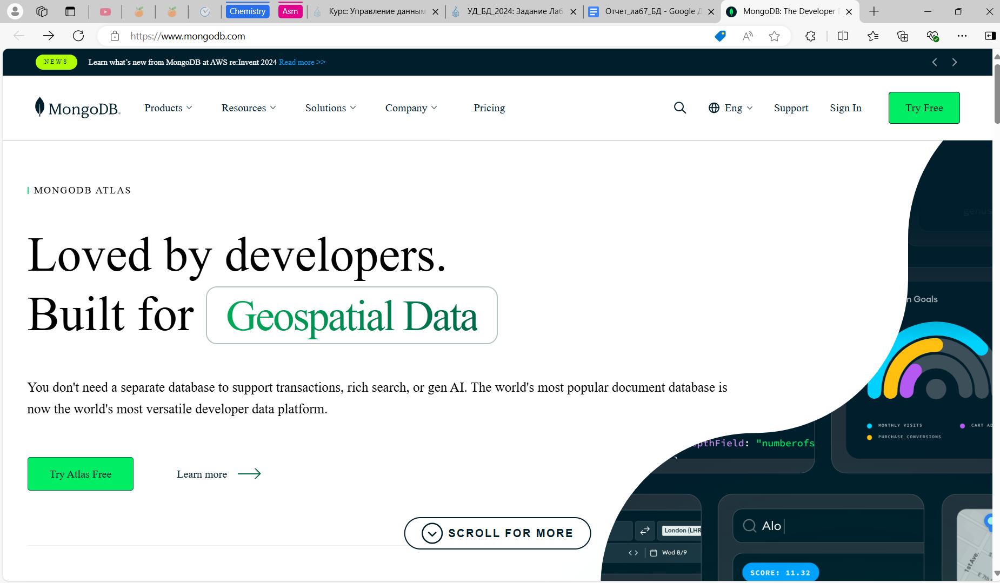 Chemistry
Asm
Курс: Управление данным
УД_БД_2024: Задание Лаб
Отчет_лаб7_БД - Google Д
MongoDB: The Developer
https://www.mongodb.com
NEWS
Learn what's new from MongoDB at AWS re:Invent 2024 Read more >>
MongoDB.
Products
Resources
Solutions
Company
Pricing
Eng
Support
Sign In
Try Free
MONGODB ATLAS
genus
Loved by developers.
Built for Geospatial Data
n Goals
You don't need a separate database to support transactions, rich search, or gen AI. The world's most popular document database is
now the world's most versatile developer data platform.
MONTHLY VISITS
CART AD
PURCHASE CONVERSIONS
pthField: "numberofs
Try Atlas Free
Learn more
SCROLL FOR MORE
London (LHR
Wed 8/9
Alo
SCORE: 11.32
1st Ave.
E 7th